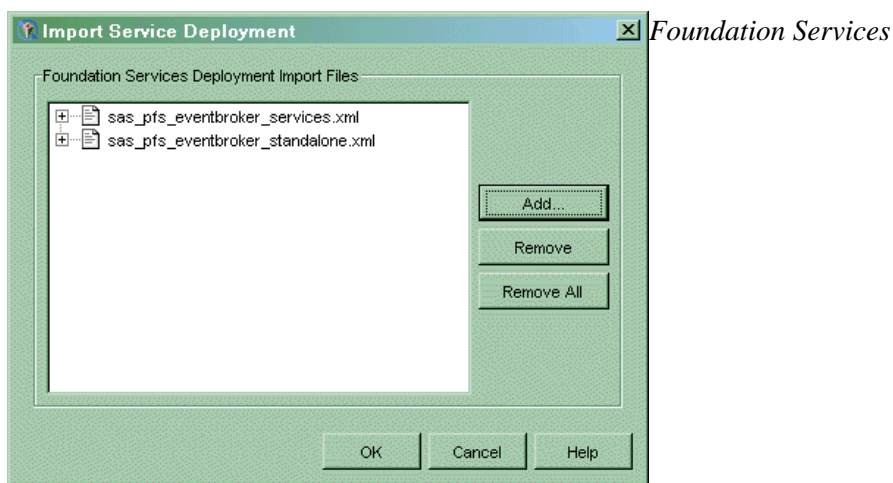 Import Service Deployment
Foundation Services
Foundation Services Deployment Import Files
sas_pfs_eventbroker_services.xml
sas_pfs_eventbroker_standalone.xml
Add...
Remove
Remove All
OK
Cancel
Help